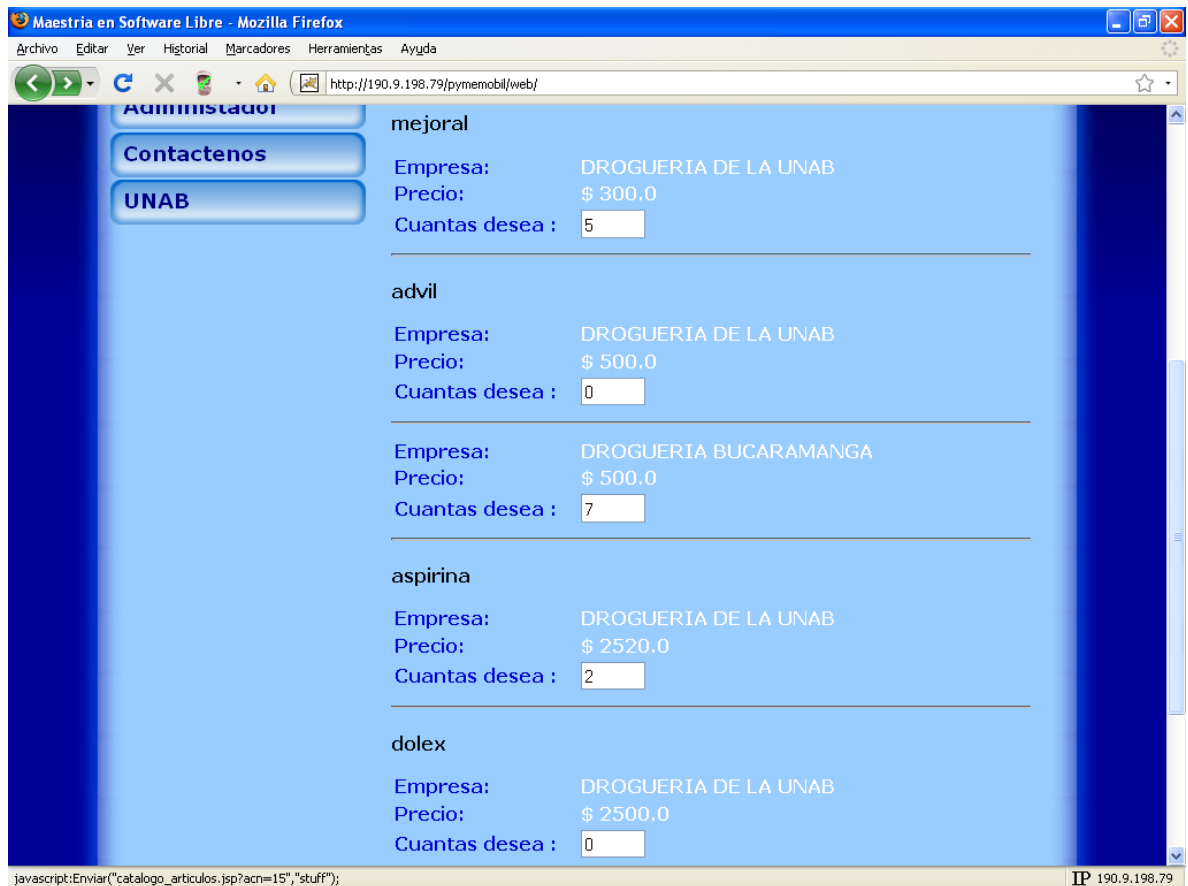 Maestria en Software Libre - Mozilla Firefox
Archivo Editar Ver Historial Marcadores Herramientas Ayuda
http://190.9.198.79/pymemobil/web/
Administador
Contactenos
UNAB
mejoral
Empresa: DROGUERIA DE LA UNAB
Precio: $ 300.0
Cuantas desea : 5
advil
Empresa: DROGUERIA DE LA UNAB
Precio: $ 500.0
Cuantas desea : 0
Empresa: DROGUERIA BUCARAMANGA
Precio: $ 500.0
Cuantas desea : 7
aspirina
Empresa: DROGUERIA DE LA UNAB
Precio: $ 2520.0
Cuantas desea : 2
dolex
Empresa: DROGUERIA DE LA UNAB
Precio: $ 2500.0
Cuantas desea : 0
javascript:Enviar("catalogo_articulos.jsp?acn=15","stuff"); IP 190.9.198.79